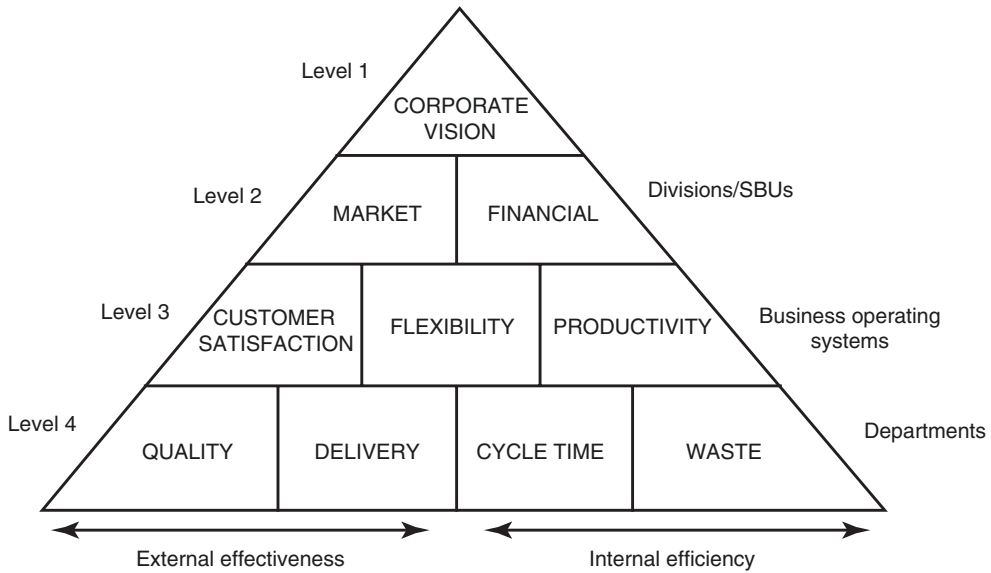 Level 1
CORPORATE
VISION
Level 2
MARKET
FINANCIAL
Divisions/SBUs
Level 3
CUSTOMER
SATISFACTION
FLEXIBILITY
PRODUCTIVITY
Business operating
systems
Level 4
QUALITY
DELIVERY
CYCLE TIME
WASTE
Departments
External effectiveness
Internal efficiency